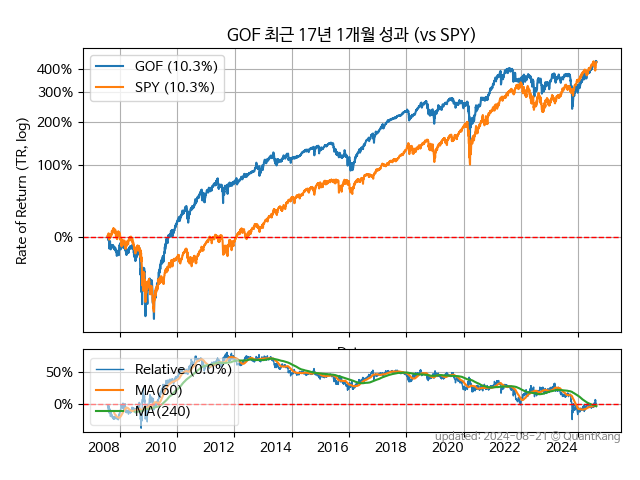 GOF 최근 17년 1개월 성과 (vs SPY)
Rate of Return (TR, log)
400%
300%
200%
100%
0%
GOF (10.3%)
SPY (10.3%)
50%
0%
Relative (0.0%)
MA(60)
MA(240)
2008 2010 2012 2014 2016 2018 2020 2022 2024
updated: 2024-08-21 © QuantKang